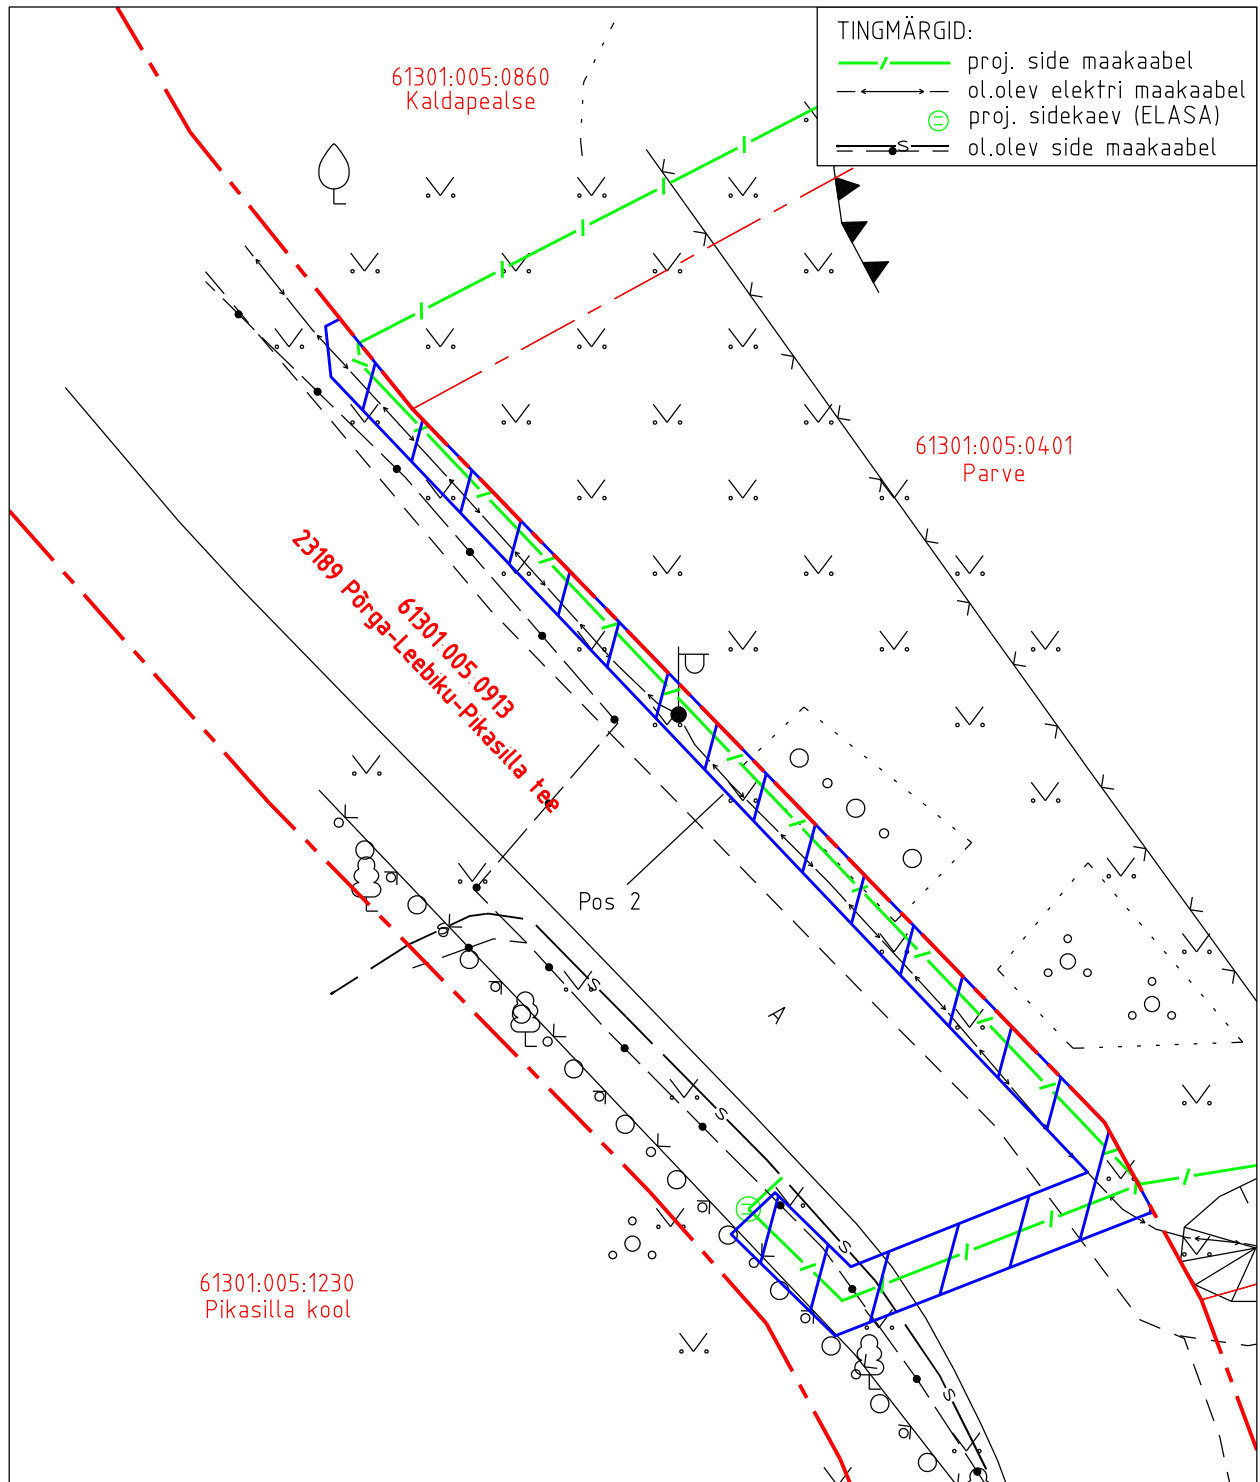 TINGMÄRGID:
proj. side maakaabel
ol.olev elektri maakaabel
proj. sidekaev (ELASA)
S
ol.olev side maakaabel
61301:005:0860
Kaldapealse
61301:005:0401
Parve
61301:005:0913
23189 Põrga-Leebiku-Pikasilla tee
Pos 2
A
S
S
S
S
61301:005:1230
Pikasilla kool